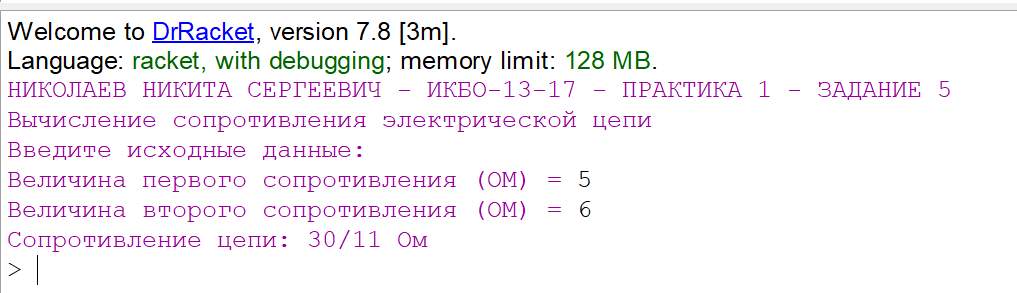 Welcome to DrRacket, version 7.8 [3m].
Language: racket, with debugging; memory limit: 128 MB.
НИКОЛАЕВ НИКИТА СЕРГЕЕВИЧ - ИКБО-13-17 - ПРАКТИКА 1 - ЗАДАНИЕ 5
Вычисление сопротивления электрической цепи
Введите исходные данные:
Величина первого сопротивления (ОМ) = 5
Величина второго сопротивления (ОМ) = 6
Сопротивление цепи: 30/11 Ом
>